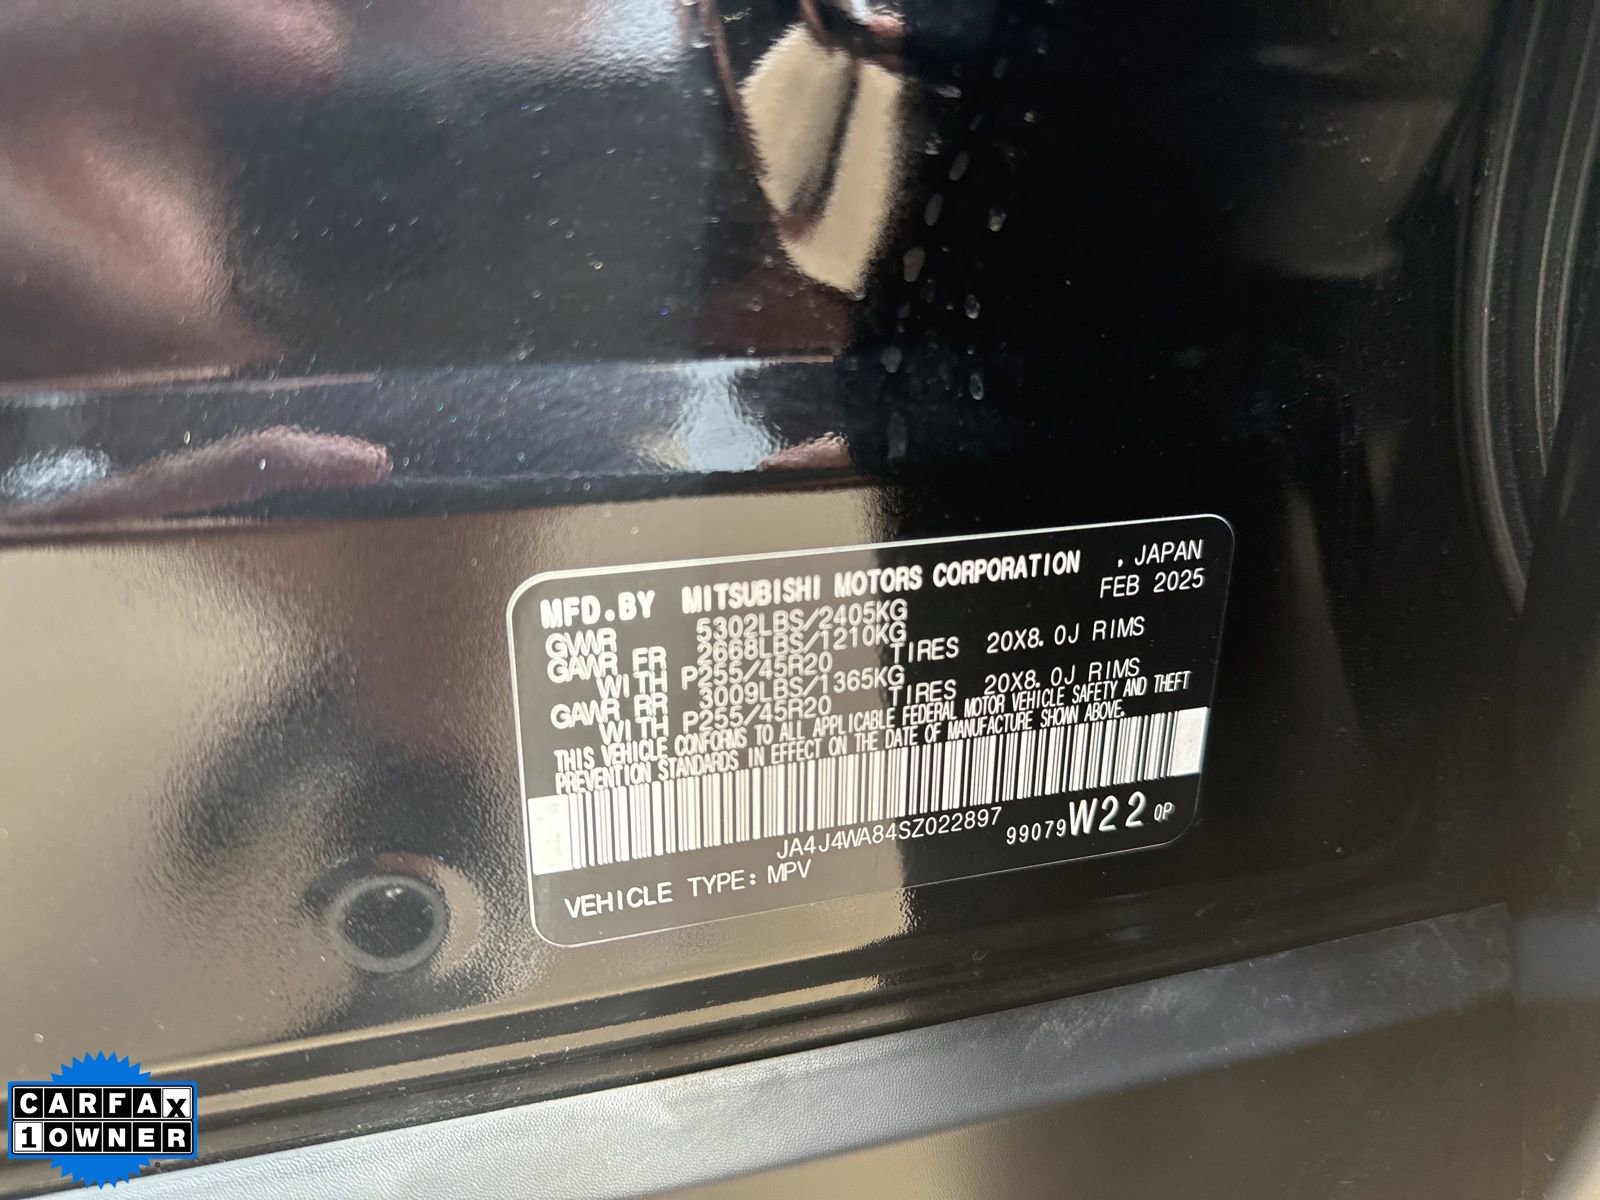 MFD.BY MITSUBISHI MOTORS CORPORATION , JAPAN
FEB 2025
GVWR 5302LBS/2405KG
GAWR FR 2668LBS/1210KG
WITH P255/45R20 TIRES 20X8.0J RIMS
GAWR RR 3009LBS/1365KG
WITH P255/45R20 TIRES 20X8.0J RIMS
THIS VEHICLE CONFORMS TO ALL APPLICABLE FEDERAL MOTOR VEHICLE SAFETY AND THEFT
PREVENTION STANDARDS IN EFFECT ON THE DATE OF MANUFACTURE SHOWN ABOVE.
JA4J4WA84SZ022897 99079W22 0P
VEHICLE TYPE: MPV
CARFAX
1 OWNER